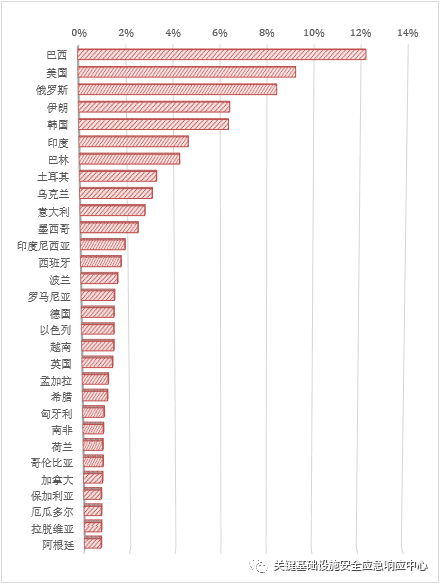 0% 2% 4% 6% 8% 10% 12% 14%
巴西
美国
俄罗斯
伊朗
韩国
印度
巴林
土耳其
乌克兰
意大利
墨西哥
印度尼西亚
西班牙
波兰
罗马尼亚
德国
以色列
越南
英国
孟加拉
希腊
匈牙利
南非
荷兰
哥伦比亚
加拿大
保加利亚
厄瓜多尔
拉脱维亚
阿根廷
关键基础设施安全应急响应中心